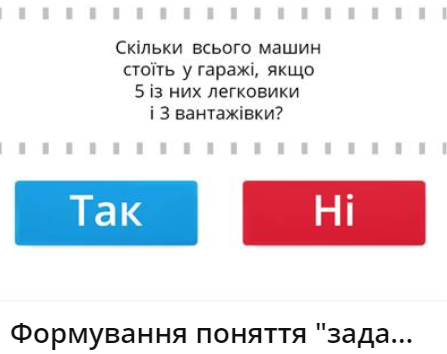 Скільки всього машин
стоїть у гаражі, якщо
5 із них легковики
і 3 вантажівки?
Так
Ні
Формування поняття "зада...